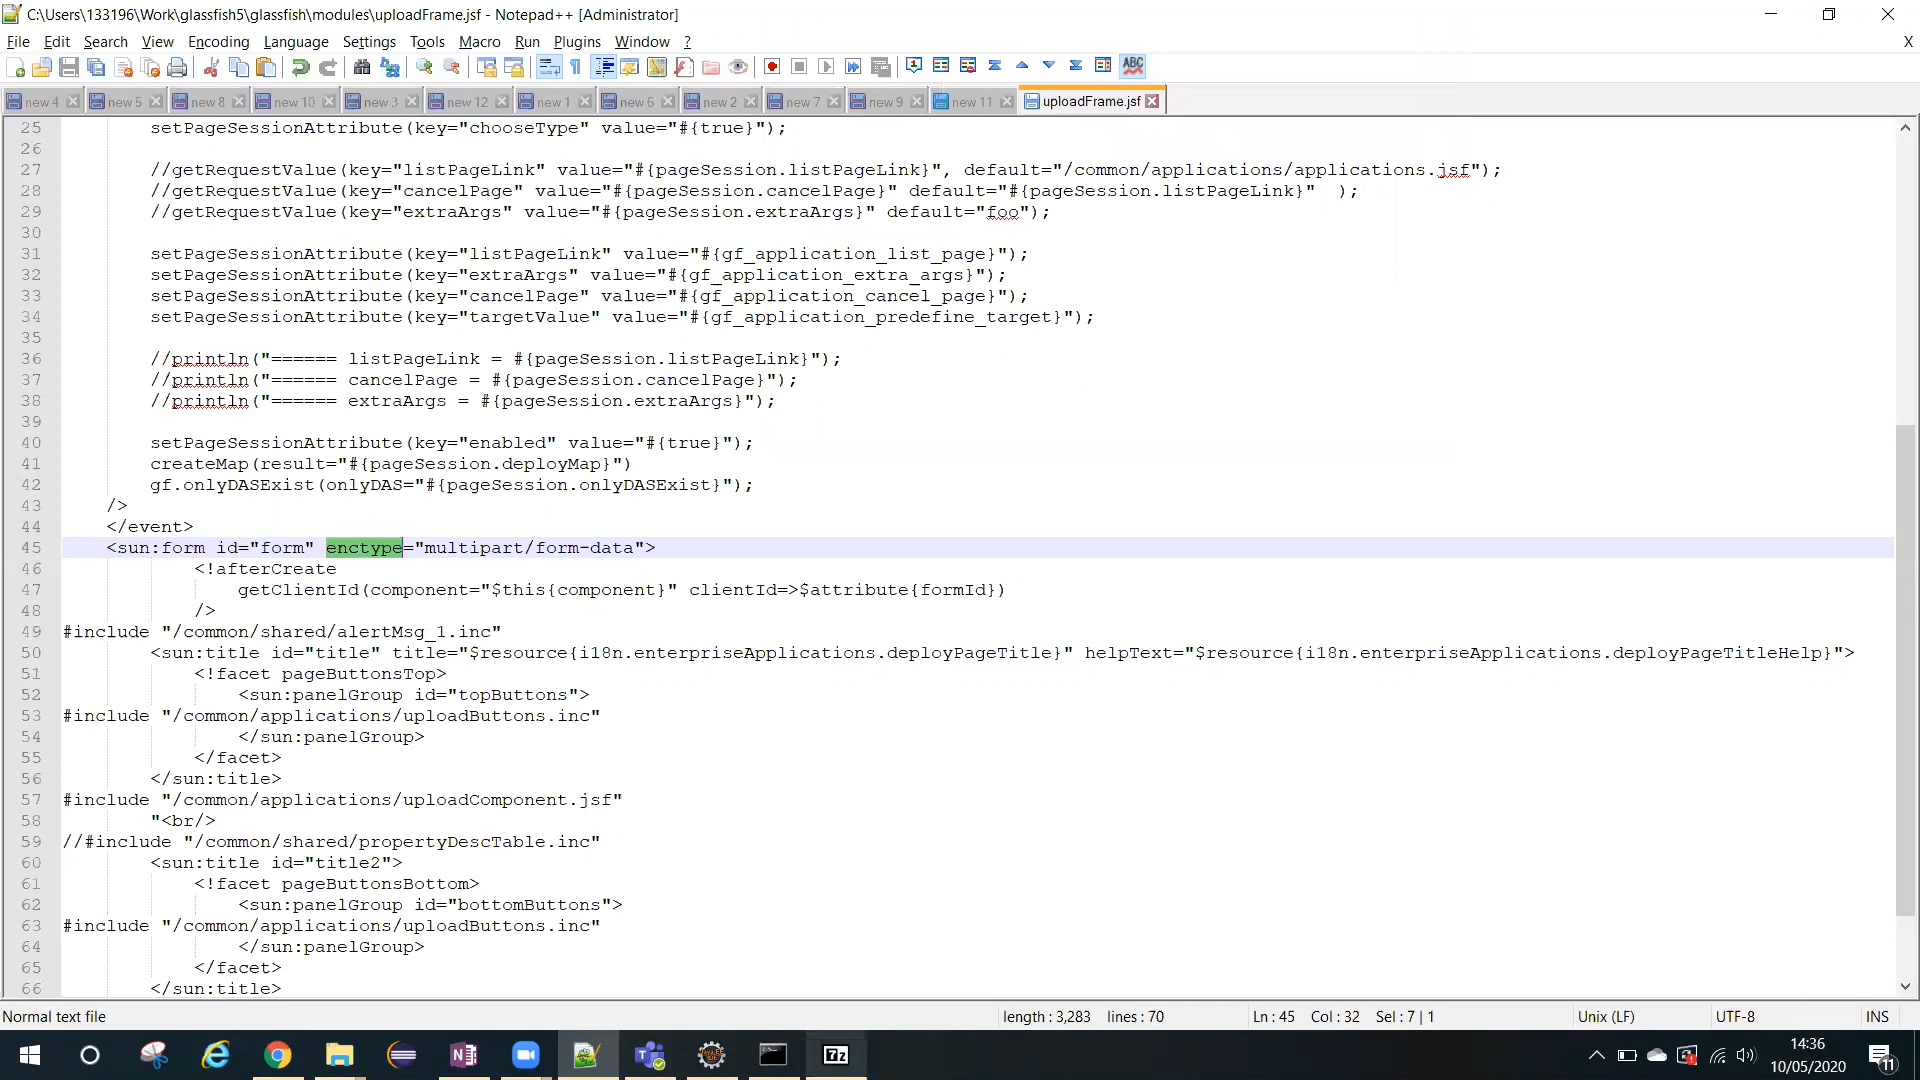 C:\Users\133196\Work\glassfish5\glassfish\modules\uploadFrame.jsf - Notepad++ [Administrator]
File Edit Search View Encoding Language Settings Tools Macro Run Plugins Window ? X
new 4 new 5 new 8 new 10 new 3 new 12 new 1 new 6 new 2 new 7 new 9 new 11 uploadFrame.jsf
25 setPageSessionAttribute(key="chooseType" value="#{true}");
26
27 //getRequestValue(key="listPageLink" value="#{pageSession.listPageLink}", default="/common/applications/applications.jsf");
28 //getRequestValue(key="cancelPage" value="#{pageSession.cancelPage}" default="#{pageSession.listPageLink}"  );
29 //getRequestValue(key="extraArgs" value="#{pageSession.extraArgs}" default="foo");
30
31 setPageSessionAttribute(key="listPageLink" value="#{gf_application_list_page}");
32 setPageSessionAttribute(key="extraArgs" value="#{gf_application_extra_args}");
33 setPageSessionAttribute(key="cancelPage" value="#{gf_application_cancel_page}");
34 setPageSessionAttribute(key="targetValue" value="#{gf_application_predefine_target}");
35
36 //println("====== listPageLink = #{pageSession.listPageLink}");
37 //println("====== cancelPage = #{pageSession.cancelPage}");
38 //println("====== extraArgs = #{pageSession.extraArgs}");
39
40 setPageSessionAttribute(key="enabled" value="#{true}");
41 createMap(result="#{pageSession.deployMap}")
42 gf.onlyDASExist(onlyDAS="#{pageSession.onlyDASExist}");
43 />
44 </event>
45 <sun:form id="form" enctype="multipart/form-data">
46 <!afterCreate
47 getClientId(component="$this{component}" clientId=>$attribute{formId})
48 />
49 #include "/common/shared/alertMsg_1.inc"
50 <sun:title id="title" title="$resource{i18n.enterpriseApplications.deployPageTitle}" helpText="$resource{i18n.enterpriseApplications.deployPageTitleHelp}">
51 <!facet pageButtonsTop>
52 <sun:panelGroup id="topButtons">
53 #include "/common/applications/uploadButtons.inc"
54 </sun:panelGroup>
55 </facet>
56 </sun:title>
57 #include "/common/applications/uploadComponent.jsf"
58 "<br/>
59 //#include "/common/shared/propertyDescTable.inc"
60 <sun:title id="title2">
61 <!facet pageButtonsBottom>
62 <sun:panelGroup id="bottomButtons">
63 #include "/common/applications/uploadButtons.inc"
64 </sun:panelGroup>
65 </facet>
66 </sun:title>
Normal text file length : 3,283 lines : 70 Ln : 45 Col : 32 Sel : 7 | 1 Unix (LF) UTF-8 INS
14:36
10/05/2020
11